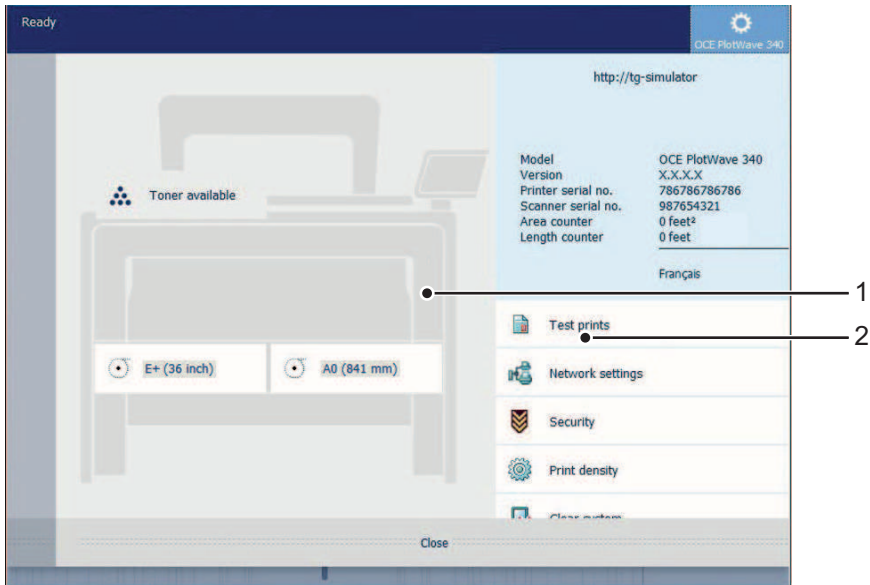 Ready
OCE PlotWave 340
http://tg-simulator
Model OCE PlotWave 340
Version X.X.X.X
Printer serial no. 786786786786
Scanner serial no. 987654321
Area counter 0 feet²
Length counter 0 feet
Français
Toner available
1
Test prints
2
E+ (36 inch)
A0 (841 mm)
Network settings
Security
Print density
Clear system
Close